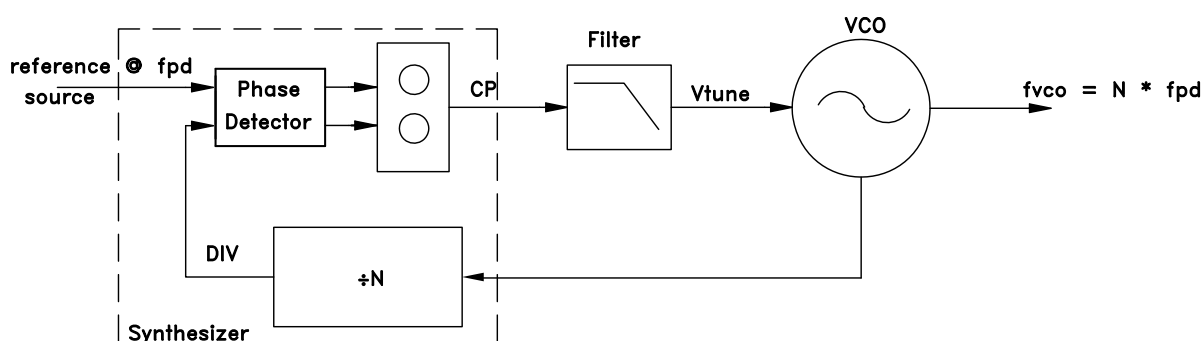 VCO
Filter
reference @ fpd
source
Phase
Detector
CP
Vtune
fvco = N * fpd
DIV
÷N
Synthesizer